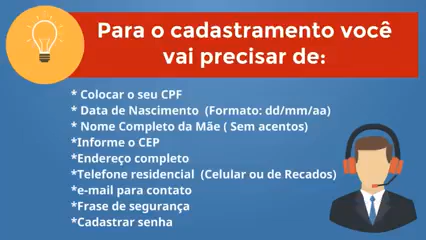 Para o cadastramento você
vai precisar de:
* Colocar o seu CPF
* Data de Nascimento (Formato: dd/mm/aa)
* Nome Completo da Mãe ( Sem acentos)
*Informe o CEP
*Endereço completo
*Telefone residencial (Celular ou de Recados)
*e-mail para contato
*Frase de segurança
*Cadastrar senha